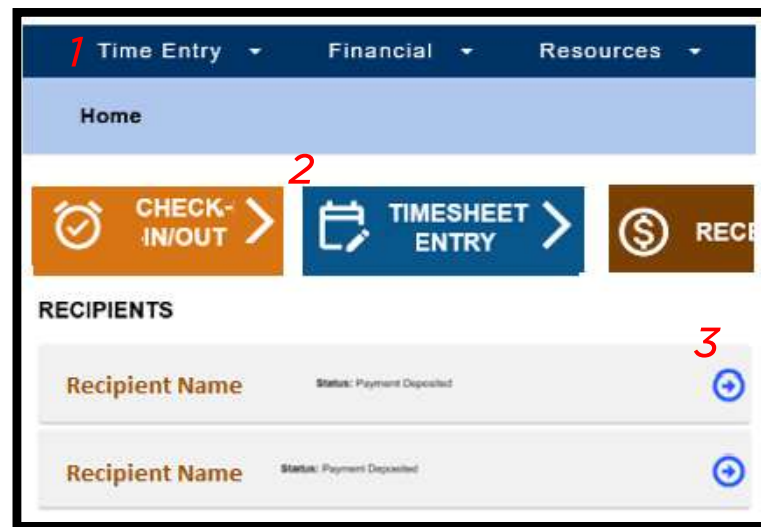 1 Time Entry Financial Resources
Home
2
CHECK-
IN/OUT
TIMESHEET
ENTRY
RECE
RECIPIENTS
3
Recipient Name Status: Payment Deposited
Recipient Name Status: Payment Deposited